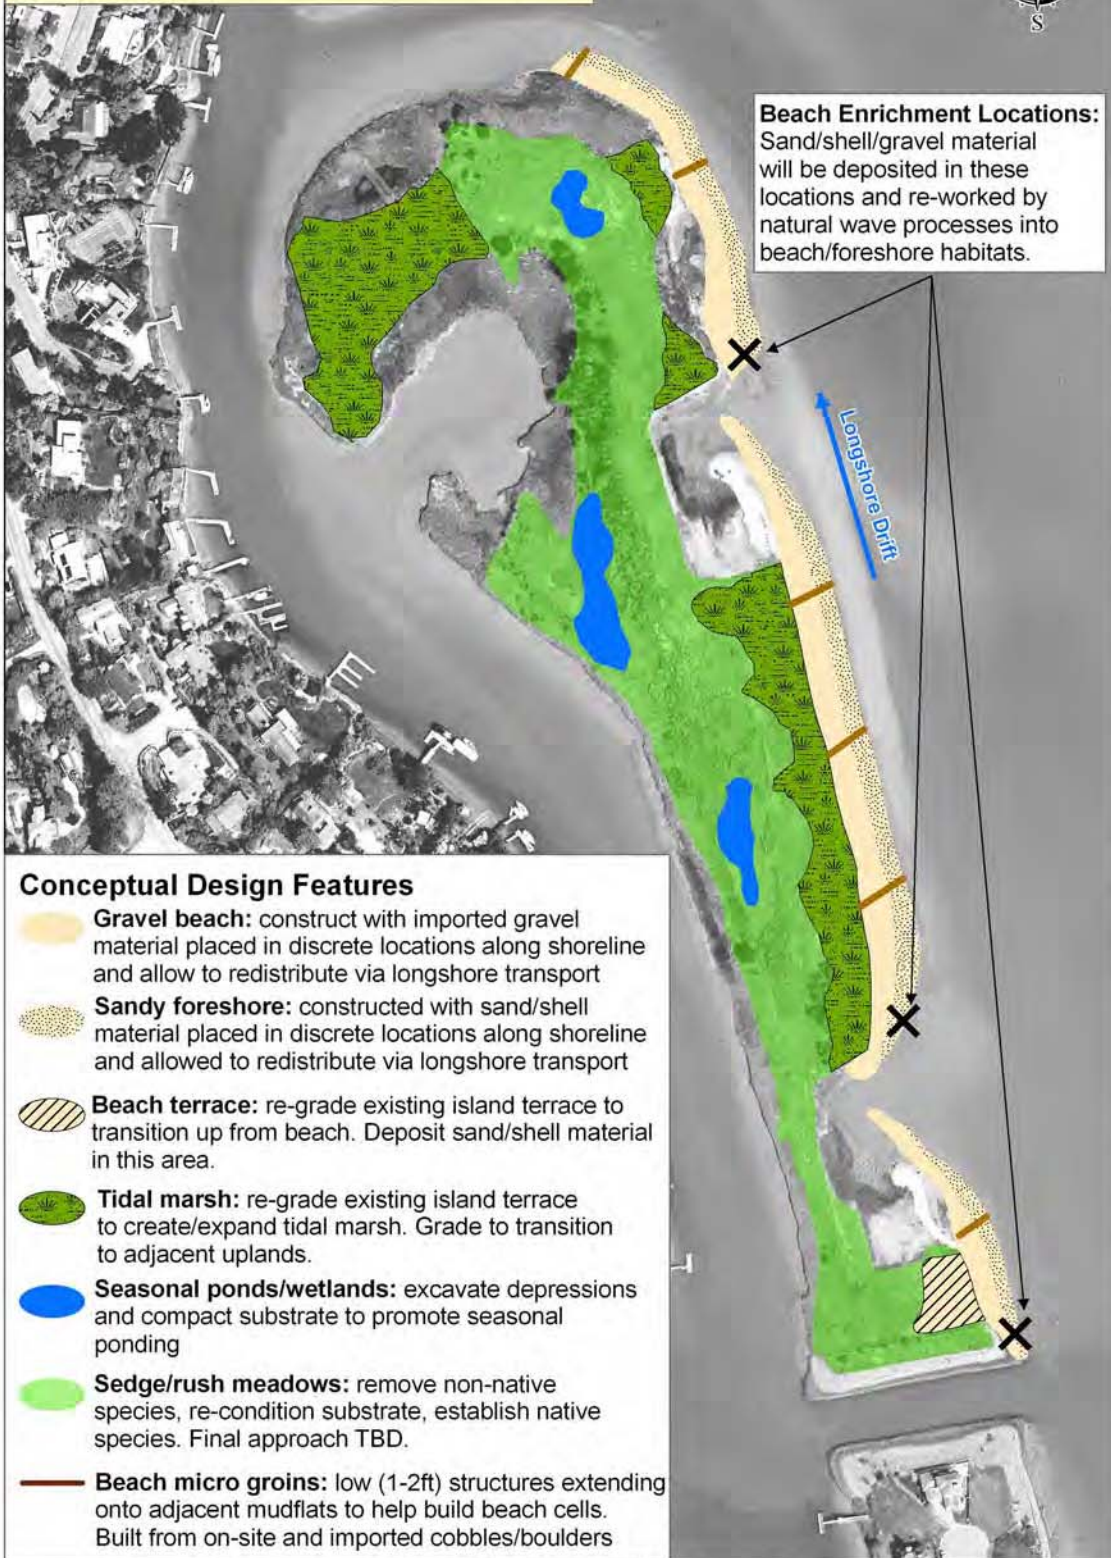 S
Beach Enrichment Locations:
Sand/shell/gravel material
will be deposited in these
locations and re-worked by
natural wave processes into
beach/foreshore habitats.
Longshore Drift
Conceptual Design Features
Gravel beach: construct with imported gravel
material placed in discrete locations along shoreline
and allow to redistribute via longshore transport
Sandy foreshore: constructed with sand/shell
material placed in discrete locations along shoreline
and allowed to redistribute via longshore transport
Beach terrace: re-grade existing island terrace to
transition up from beach. Deposit sand/shell material
in this area.
Tidal marsh: re-grade existing island terrace
to create/expand tidal marsh. Grade to transition
to adjacent uplands.
Seasonal ponds/wetlands: excavate depressions
and compact substrate to promote seasonal
ponding
Sedge/rush meadows: remove non-native
species, re-condition substrate, establish native
species. Final approach TBD.
Beach micro groins: low (1-2ft) structures extending
onto adjacent mudflats to help build beach cells.
Built from on-site and imported cobbles/boulders